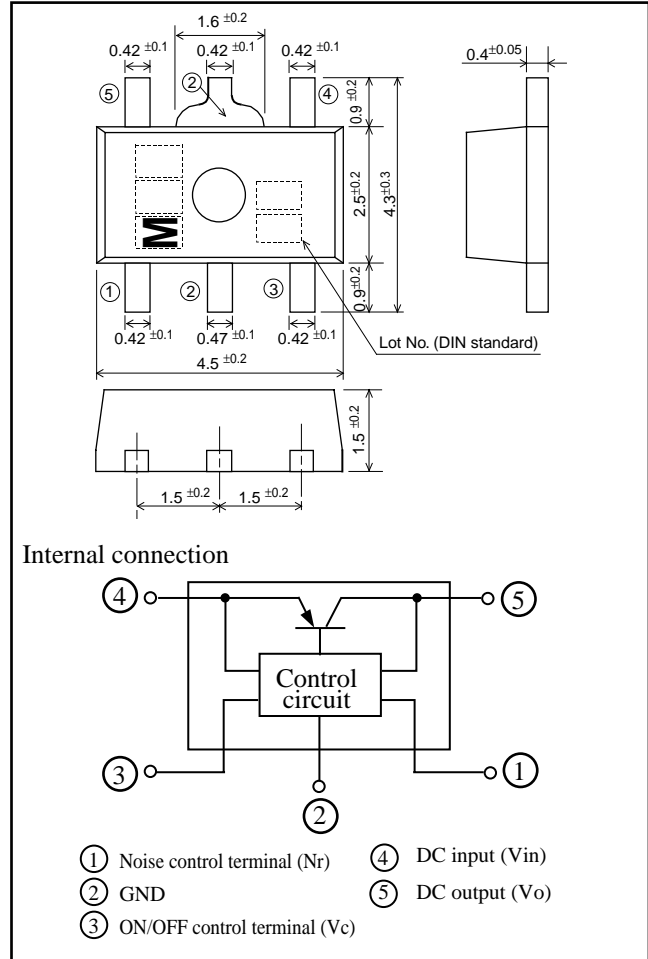 1.6 ±0.2
0.42 ±0.1 0.42 ±0.1 0.42 ±0.1
0.4±0.05
⑤ ② ④
0.9 ±0.2
2.5±0.2
4.3±0.3
M
① ② ③
0.9±0.2
0.42 ±0.1 0.47 ±0.1 0.42 ±0.1
Lot No. (DIN standard)
4.5 ±0.2
1.5 ±0.2
1.5 ±0.2 1.5 ±0.2
Internal connection
④ ⑤
Control
circuit
③ ①
②
① Noise control terminal (Nr)
② GND
③ ON/OFF control terminal (Vc)
④ DC input (Vin)
⑤ DC output (Vo)